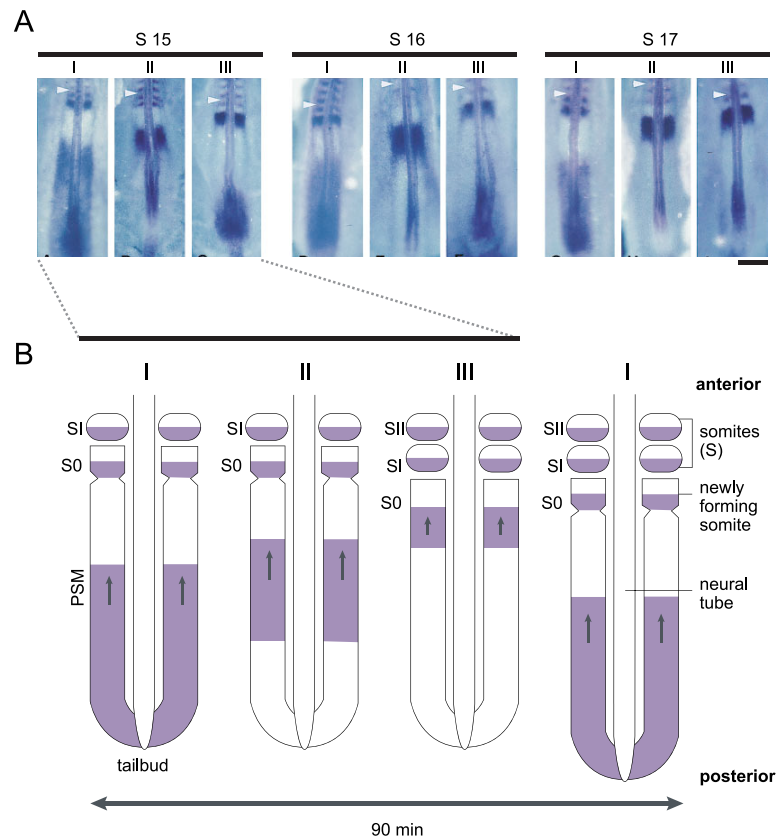 A
S 15
S 16
S 17
I II III
I II III
I II III
B
I II III I
anterior
SI
S0
SI
S0
SII
SI
S0
SII
SI
S0
somites
(S)
newly
forming
somite
PSM
neural
tube
tailbud
posterior
90 min